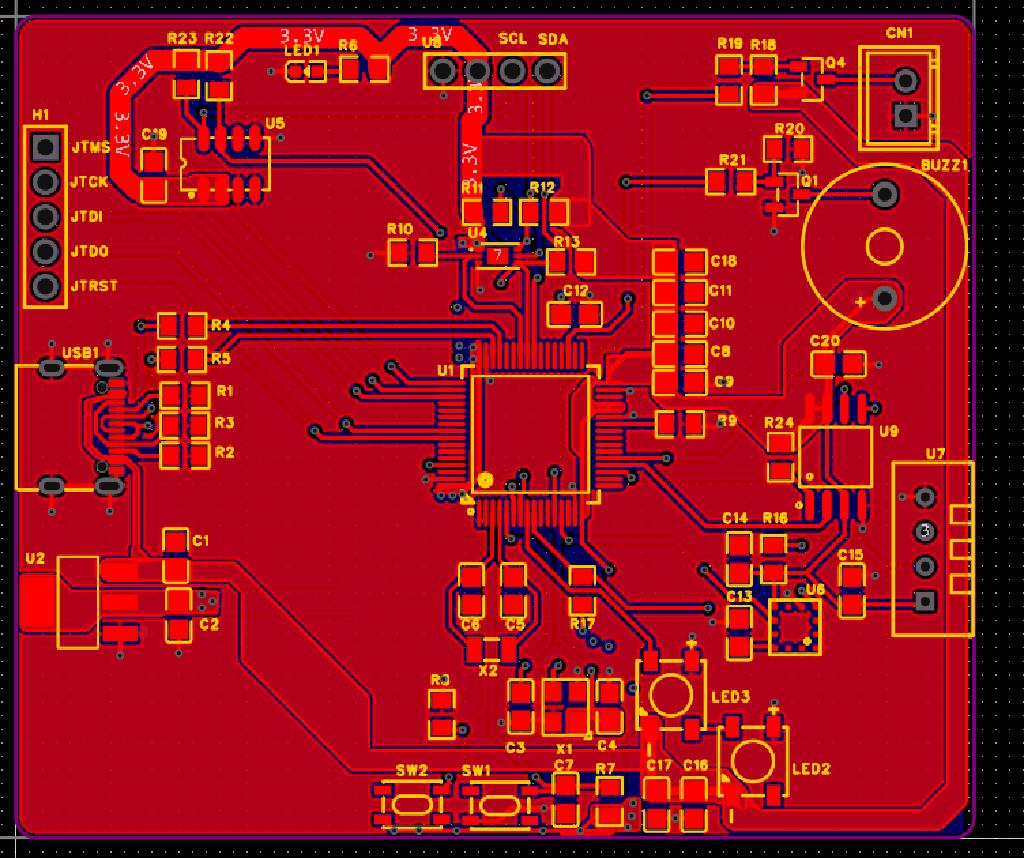 3.3V
3.3V
U8
SCL SDA
CN1
R23 R22
LED1
R6
R19 R18
Q4
3.3V
3.3V
3.3V
3.3V
H1
JTMS
JTCK
JTDI
JTDO
JTRST
C19
U5
R20
R21
Q1
BUZZ1
R11
R12
R10
U4
7
R13
C18
C11
C12
C10
+
R4
USB1
R5
U1
C8
C20
C9
R1
R3
R2
R9
R24
U9
U7
3
C14 R16
C1
U2
C15
C13
U6
C2
C6
C5
R17
X2
LED3
C3
X1
C4
LED2
SW2
SW1
C7
R7
C17 C16